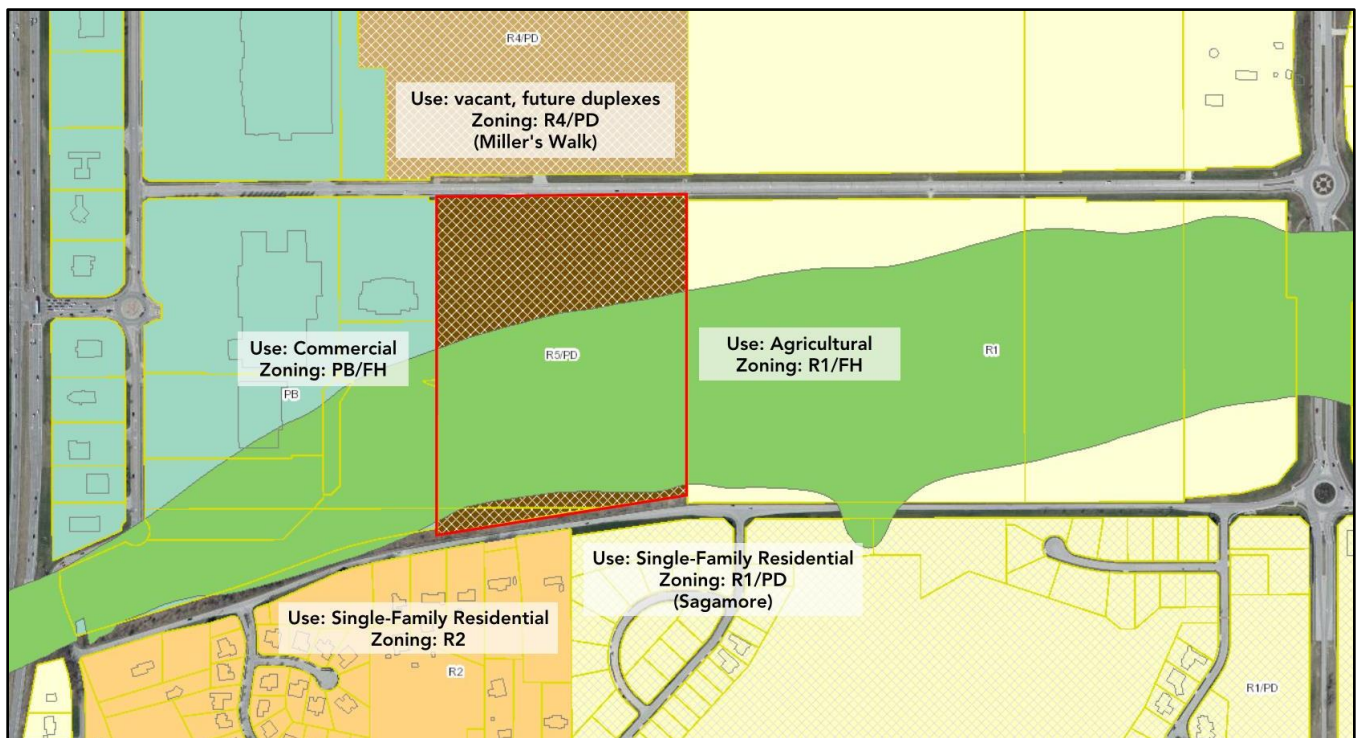 R4/PD
Use: vacant, future duplexes
Zoning: R4/PD
(Miller's Walk)
Use: Commercial
Zoning: PB/FH
PB
R5/PD
Use: Agricultural
Zoning: R1/FH
R1
Use: Single-Family Residential
Zoning: R1/PD
(Sagamore)
Use: Single-Family Residential
Zoning: R2
R2
R1/PD